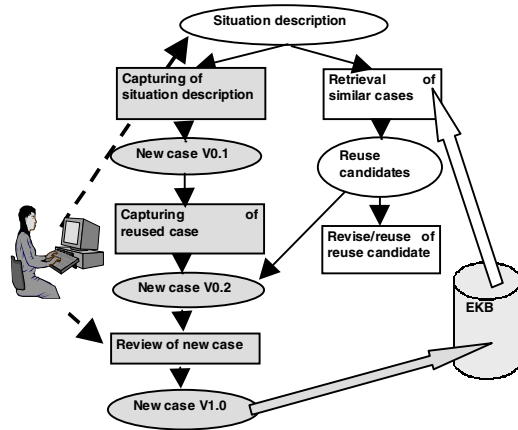 Situation description
Capturing of
situation description
Retrieval of
similar cases
New case V0.1
Reuse
candidates
Capturing of
reused case
Revise/reuse of
reuse candidate
New case V0.2
EKB
Review of new case
New case V1.0